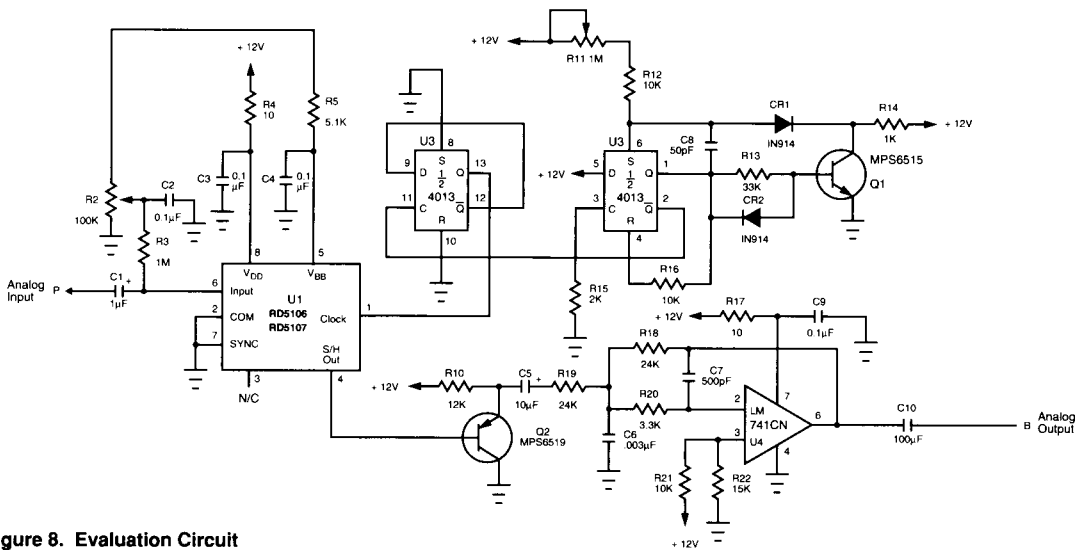 + 12V
R4
10
R5
5.1K
C3
0.1
µF
C4
0.1
µF
R2
100K
C2
0.1µF
R3
1M
Analog
Input
P
C1
+
1µF
8
5
VDD
VBB
6
Input
2
COM
7
SYNC
U1
RD5106
RD5107
Clock
1
S/H
Out
3
4
N/C
U3
8
9
D
S
Q
13
1
2
4013
11
C
Q
12
R
10
+ 12V
R11 1M
R12
10K
C8
50pF
CR1
IN914
R14
1K
+ 12V
MPS6515
Q1
R13
33K
CR2
IN914
U3
6
+ 12V
5
D
S
Q
1
1
2
4013
3
C
Q
2
R
4
R15
2K
R16
10K
R17
10
+ 12V
C9
0.1µF
R18
24K
C7
500pF
R20
3.3K
C6
.003µF
+ 12V
R10
12K
C5
+
10µF
R19
24K
Q2
MPS6519
2
LM
741CN
U4
3
7
6
4
R21
10K
R22
15K
+ 12V
C10
100µF
B
Analog
Output
gure 8. Evaluation Circuit